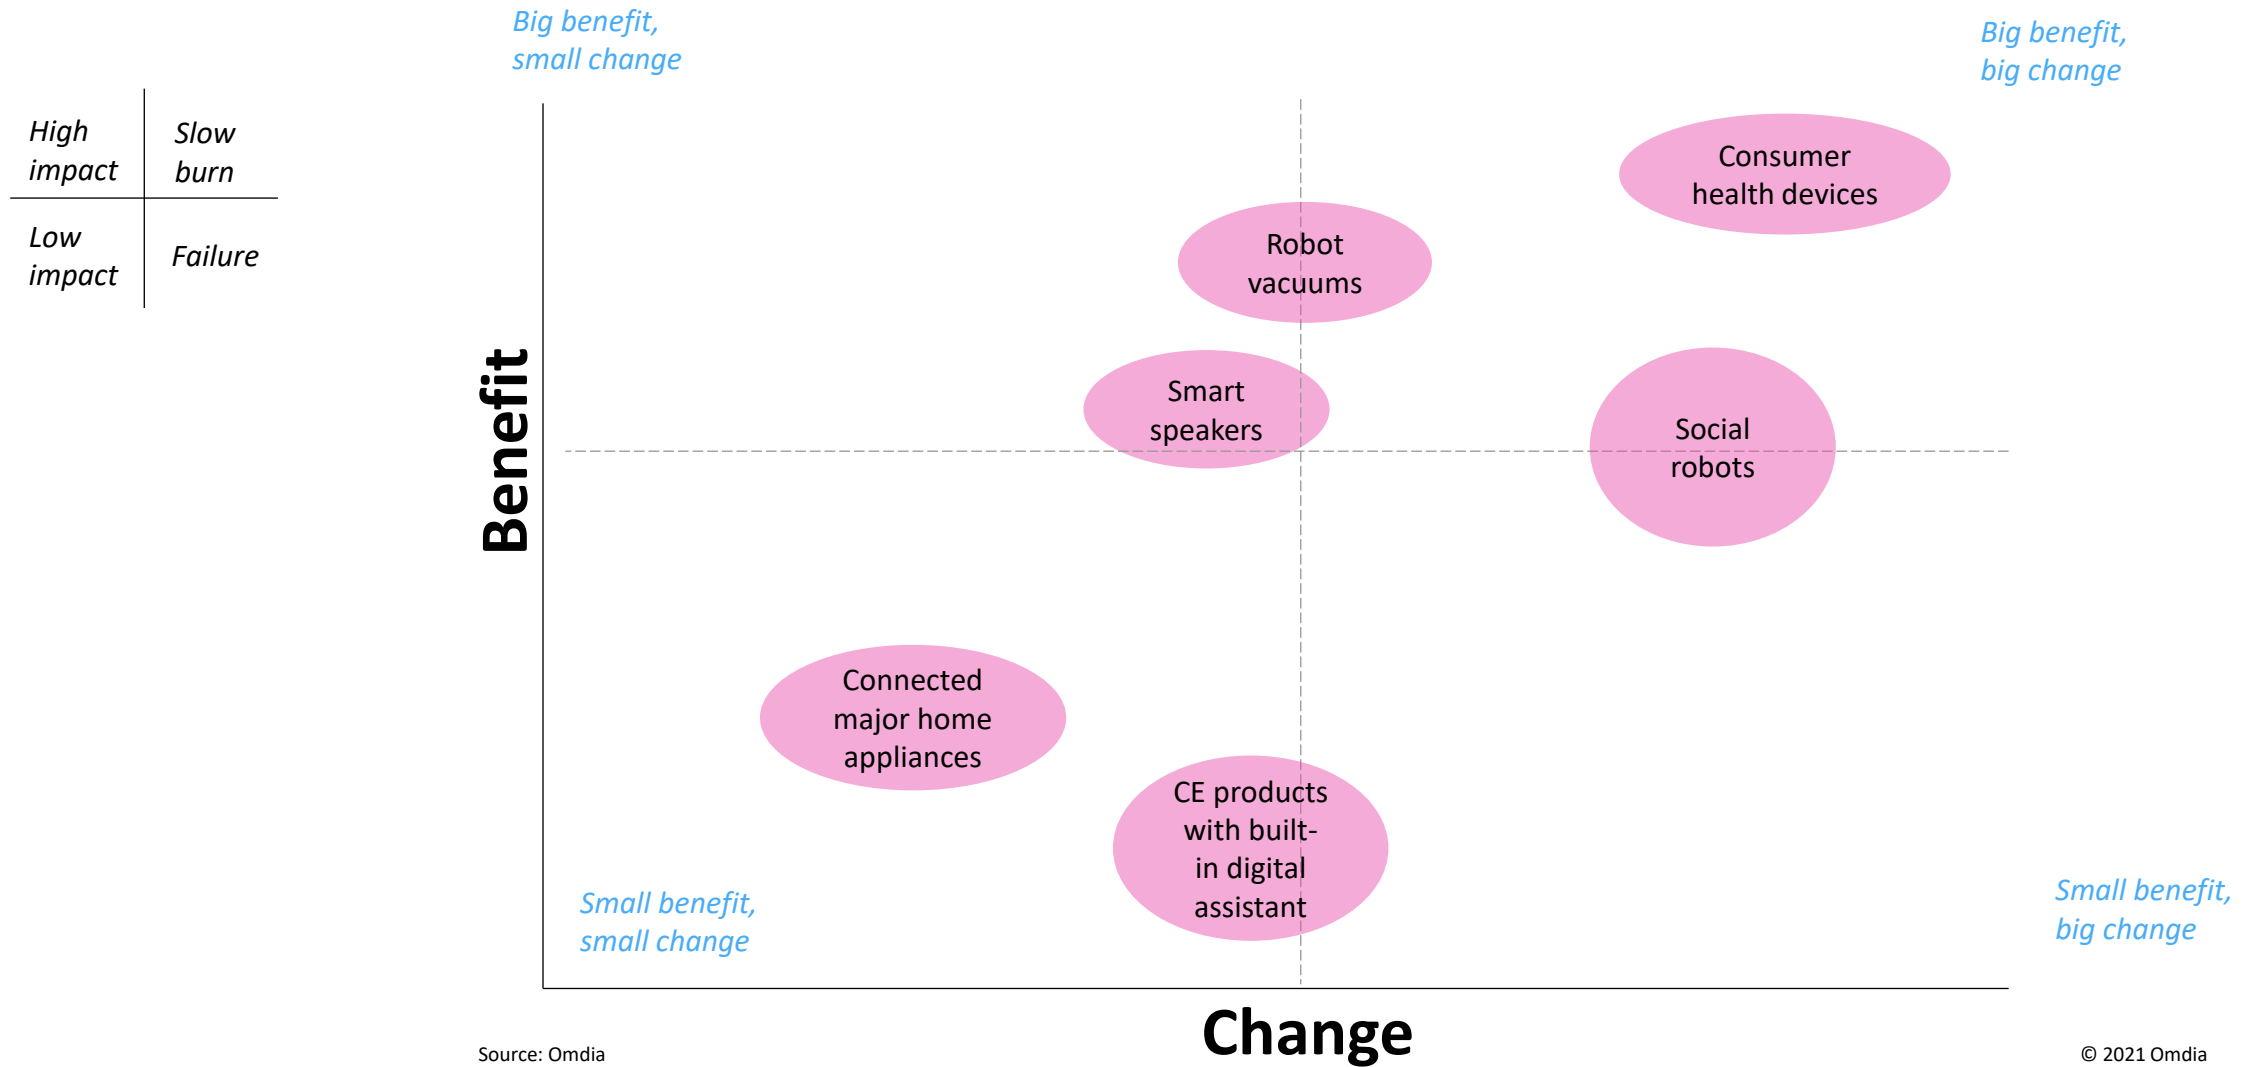 Big benefit,
small change
Big benefit,
big change
High
impact
Slow
burn
Low
impact
Failure
Benefit
Consumer
health devices
Robot
vacuums
Smart
speakers
Social
robots
Connected
major home
appliances
CE products
with built-
in digital
assistant
Small benefit,
small change
Small benefit,
big change
Change
Source: Omdia
© 2021 Omdia